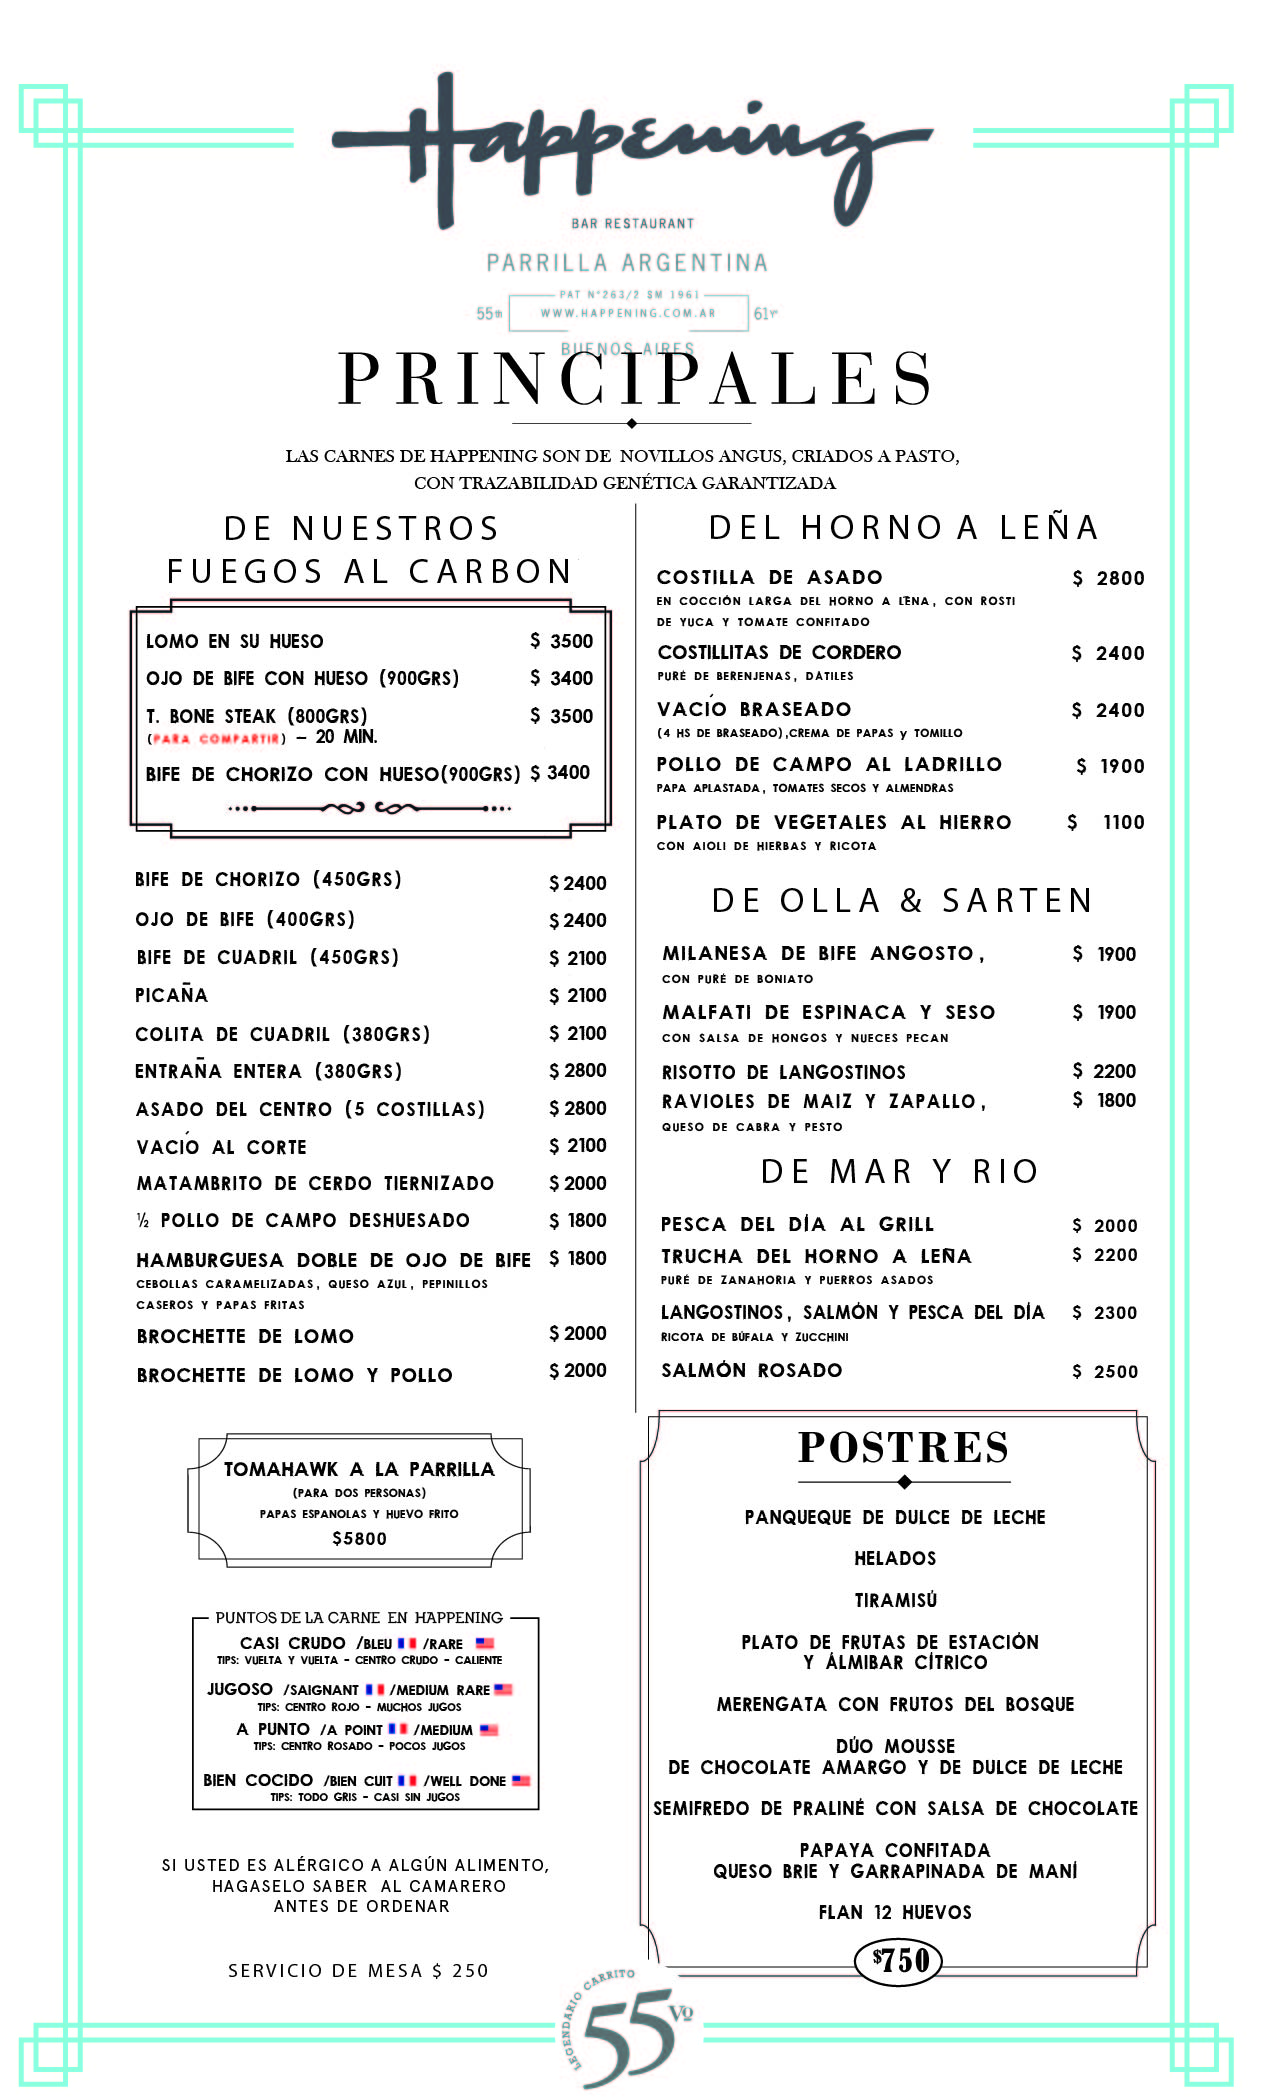 Happening
BAR RESTAURANT
PARRILLA ARGENTINA
PAT N°263/2 SM 1961
55th WWW.HAPPENING.COM.AR 61yr
BUENOS AIRES
PRINCIPALES
LAS CARNES DE HAPPENING SON DE NOVILLOS ANGUS, CRIADOS A PASTO,
CON TRAZABILIDAD GENÉTICA GARANTIZADA
DE NUESTROS
FUEGOS AL CARBON
LOMO EN SU HUESO $ 3500
OJO DE BIFE CON HUESO (900GRS) $ 3400
T. BONE STEAK (800GRS) $ 3500
(PARA COMPARTIR) – 20 MIN.
BIFE DE CHORIZO CON HUESO(900GRS) $ 3400
BIFE DE CHORIZO (450GRS) $ 2400
OJO DE BIFE (400GRS) $ 2400
BIFE DE CUADRIL (450GRS) $ 2100
PICAÑA $ 2100
COLITA DE CUADRIL (380GRS) $ 2100
ENTRAÑA ENTERA (380GRS) $ 2800
ASADO DEL CENTRO (5 COSTILLAS) $ 2800
VACÍO AL CORTE $ 2100
MATAMBRITO DE CERDO TIERNIZADO $ 2000
½ POLLO DE CAMPO DESHUESADO $ 1800
HAMBURGUESA DOBLE DE OJO DE BIFE $ 1800
CEBOLLAS CARAMELIZADAS, QUESO AZUL, PEPINILLOS
CASEROS Y PAPAS FRITAS
BROCHETTE DE LOMO $ 2000
BROCHETTE DE LOMO Y POLLO $ 2000
TOMAHAWK A LA PARRILLA
(PARA DOS PERSONAS)
PAPAS ESPANOLAS Y HUEVO FRITO
$5800
PUNTOS DE LA CARNE EN HAPPENING
CASI CRUDO /BLEU /RARE
TIPS: VUELTA Y VUELTA - CENTRO CRUDO - CALIENTE
JUGOSO /SAIGNANT /MEDIUM RARE
TIPS: CENTRO ROJO - MUCHOS JUGOS
A PUNTO /A POINT /MEDIUM
TIPS: CENTRO ROSADO - POCOS JUGOS
BIEN COCIDO /BIEN CUIT /WELL DONE
TIPS: TODO GRIS - CASI SIN JUGOS
SI USTED ES ALÉRGICO A ALGÚN ALIMENTO,
HAGASELO SABER AL CAMARERO
ANTES DE ORDENAR
SERVICIO DE MESA $ 250
DEL HORNO A LEÑA
COSTILLA DE ASADO $ 2800
EN COCCIÓN LARGA DEL HORNO A LEÑA, CON ROSTI
DE YUCA Y TOMATE CONFITADO
COSTILLITAS DE CORDERO $ 2400
PURÉ DE BERENJENAS, DÁTILES
VACÍO BRASEADO $ 2400
(4 HS DE BRASEADO),CREMA DE PAPAS y TOMILLO
POLLO DE CAMPO AL LADRILLO $ 1900
PAPA APLASTADA, TOMATES SECOS Y ALMENDRAS
PLATO DE VEGETALES AL HIERRO $ 1100
CON AIOLI DE HIERBAS Y RICOTA
DE OLLA & SARTEN
MILANESA DE BIFE ANGOSTO, $ 1900
CON PURÉ DE BONIATO
MALFATI DE ESPINACA Y SESO $ 1900
CON SALSA DE HONGOS Y NUECES PECAN
RISOTTO DE LANGOSTINOS $ 2200
RAVIOLES DE MAIZ Y ZAPALLO, $ 1800
QUESO DE CABRA Y PESTO
DE MAR Y RIO
PESCA DEL DÍA AL GRILL $ 2000
TRUCHA DEL HORNO A LEÑA $ 2200
PURÉ DE ZANAHORIA Y PUERROS ASADOS
LANGOSTINOS, SALMÓN Y PESCA DEL DÍA $ 2300
RICOTA DE BÚFALA Y ZUCCHINI
SALMÓN ROSADO $ 2500
POSTRES
PANQUEQUE DE DULCE DE LECHE
HELADOS
TIRAMISÚ
PLATO DE FRUTAS DE ESTACIÓN
Y ÁLMIBAR CÍTRICO
MERENGATA CON FRUTOS DEL BOSQUE
DÚO MOUSSE
DE CHOCOLATE AMARGO Y DE DULCE DE LECHE
SEMIFREDO DE PRALINÉ CON SALSA DE CHOCOLATE
PAPAYA CONFITADA
QUESO BRIE Y GARRAPINADA DE MANÍ
FLAN 12 HUEVOS
$750
LEGENDARIO CARRITO
55Vo